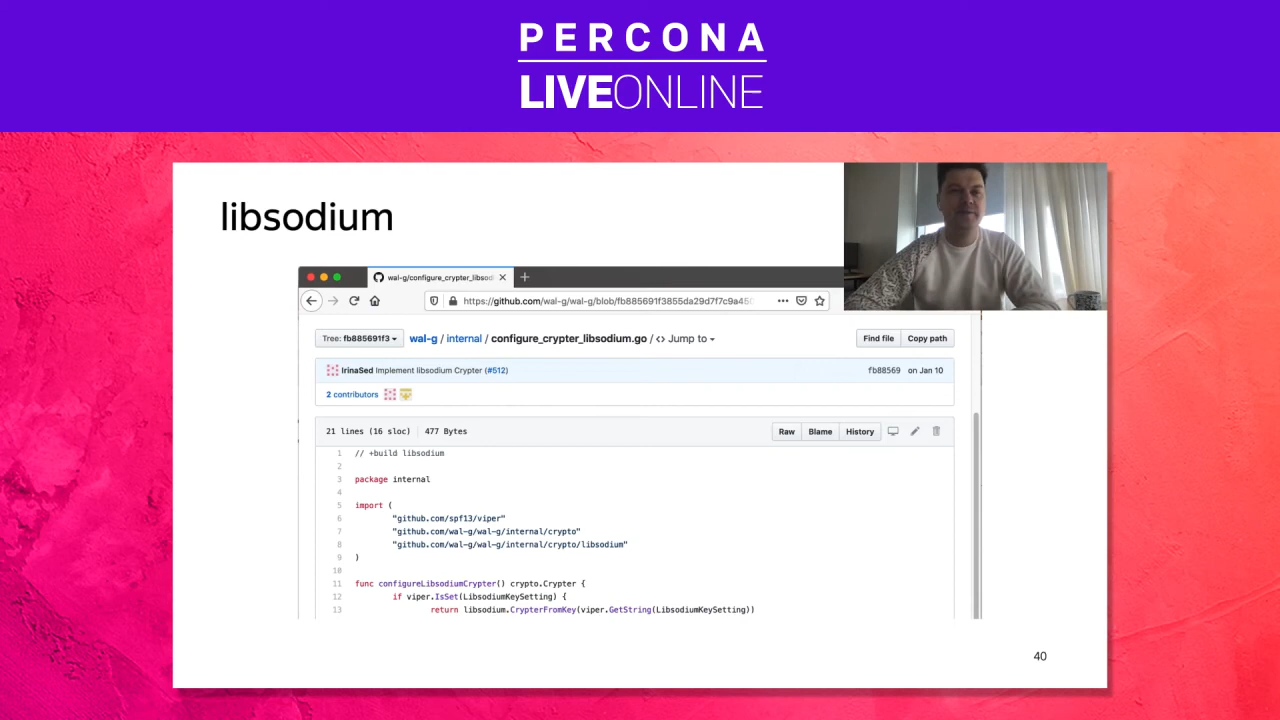 PERCONA
LIVEONLINE
libsodium
wal-g/configure_crypter_libsod
https://github.com/wal-g/wal-g/blob/fb885691f3855da29d7f7c9a45
Tree: fb885691f3
wal-g / internal / configure_crypter_libsodium.go / <> Jump to
Find file
Copy path
IrinaSed Implement libsodium Crypter (#512)
fb88569 on Jan 10
2 contributors
21 lines (16 sloc) | 477 Bytes
Raw
Blame
History
1 // +build libsodium
2
3 package internal
4
5 import (
6 "github.com/spf13/viper"
7 "github.com/wal-g/wal-g/internal/crypto"
8 "github.com/wal-g/wal-g/internal/crypto/libsodium"
9 )
10
11 func configureLibsodiumCrypter() crypto.Crypter {
12 if viper.IsSet(LibsodiumKeySetting) {
13 return libsodium.CrypterFromKey(viper.GetString(LibsodiumKeySetting))
40